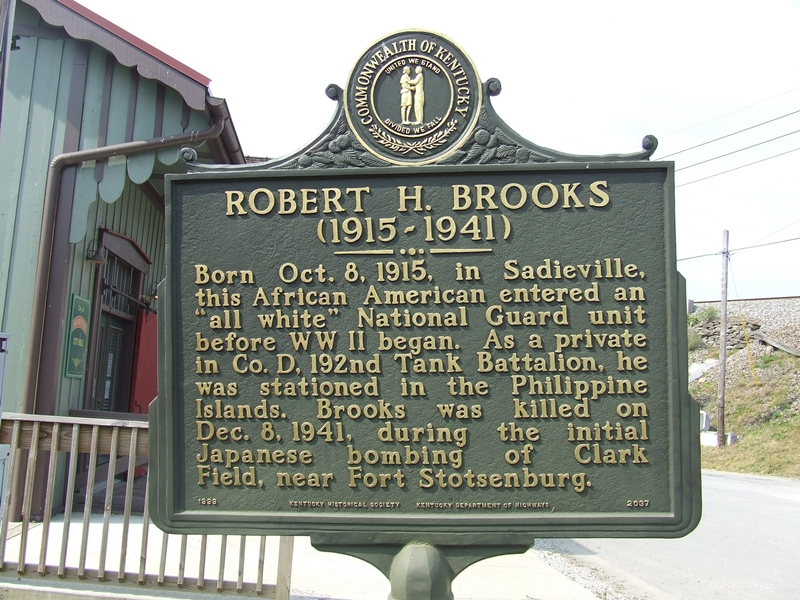 COMMONWEALTH OF KENTUCKY
UNITED WE STAND
DIVIDED WE FALL
ROBERT H. BROOKS
(1915-1941)
Born Oct. 8, 1915, in Sadieville,
this African American entered an
"all white" National Guard unit
before WW II began. As a private
in Co. D, 192nd Tank Battalion, he
was stationed in the Philippine
Islands. Brooks was killed on
Dec. 8, 1941, during the initial
Japanese bombing of Clark
Field, near Fort Stotsenburg.
KENTUCKY HISTORICAL SOCIETY KENTUCKY DEPARTMENT OF HIGHWAYS 2037